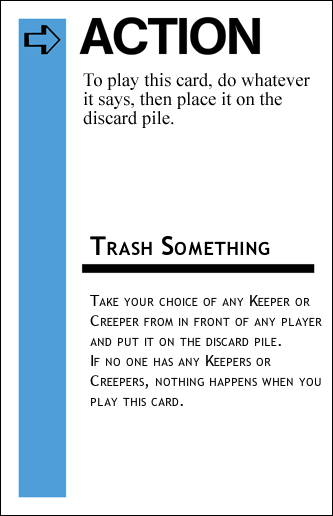 ACTION
To play this card, do whatever
it says, then place it on the
discard pile.
Trash Something
Take your choice of any Keeper or
Creeper from in front of any player
and put it on the discard pile.
If no one has any Keepers or
Creepers, nothing happens when you
play this card.